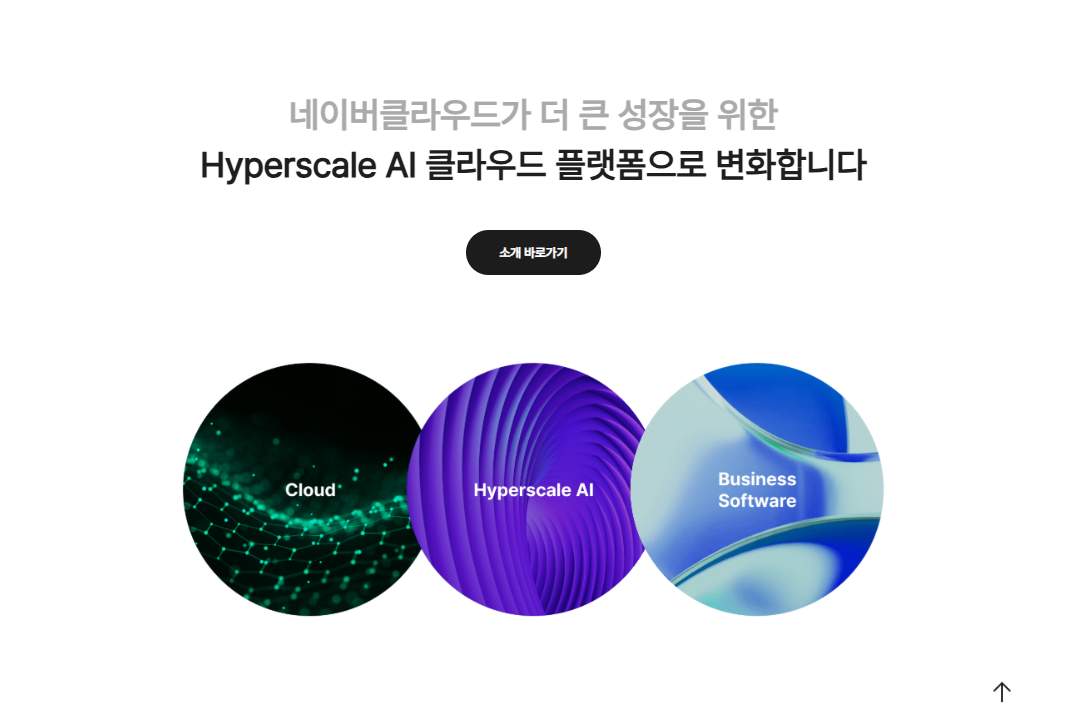 네이버클라우드가 더 큰 성장을 위한
Hyperscale AI 클라우드 플랫폼으로 변화합니다
소개 바로가기
Cloud
Hyperscale AI
Business
Software